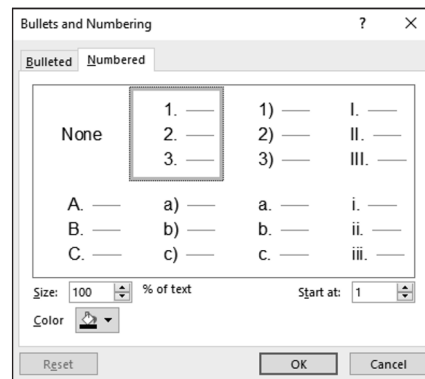 Bullets and Numbering ? ×
Bulleted Numbered
None
1.
2.
3.
1)
2)
3)
I.
II.
III.
A.
B.
C.
a)
b)
c)
a.
b.
c.
i.
ii.
iii.
Size: 100 % of text Start at: 1
Color
Reset OK Cancel